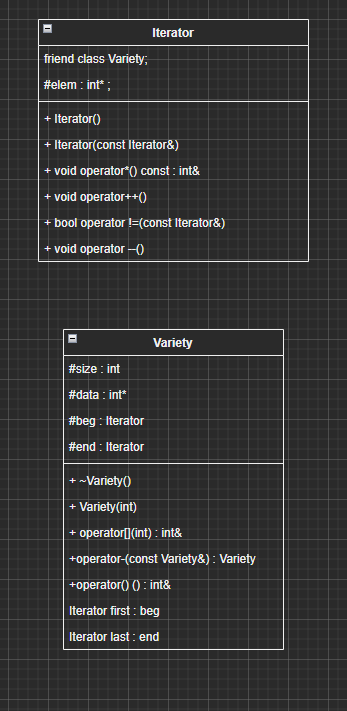 Iterator
friend class Variety;
#elem : int* ;
+ Iterator()
+ Iterator(const Iterator&)
+ void operator*() const : int&
+ void operator++()
+ bool operator !=(const Iterator&)
+ void operator --()
Variety
#size : int
#data : int*
#beg : Iterator
#end : Iterator
+ ~Variety()
+ Variety(int)
+ operator[](int) : int&
+operator-(const Variety&) : Variety
+operator() () : int&
Iterator first : beg
Iterator last : end